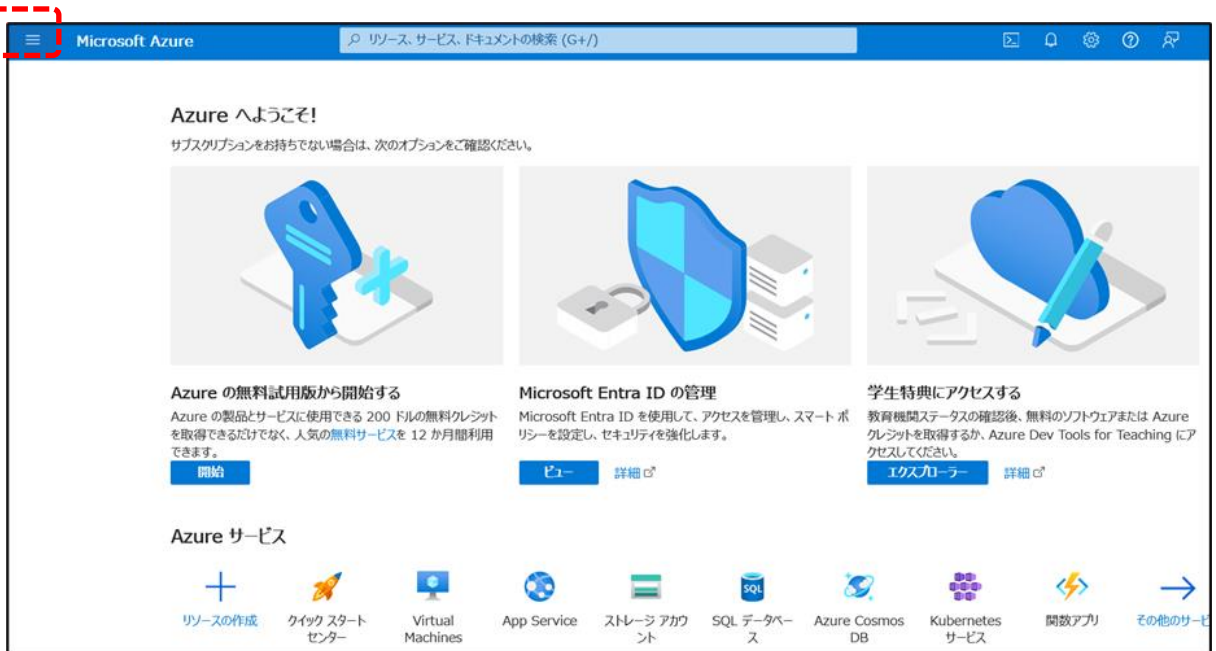 Microsoft Azure
リソース、サービス、ドキュメントの検索 (G+/)
Azure へようこそ!
サブスクリプションをお持ちでない場合は、次のオプションをご確認ください。
SQL
Azure の無料試用版から開始する
Azure の製品とサービスに使用できる 200 ドルの無料クレジット
を取得できるだけでなく、人気の無料サービスを 12 か月間利用
できます。
開始
Microsoft Entra ID の管理
Microsoft Entra ID を使用して、アクセスを管理し、スマート ポ
リシーを設定し、セキュリティを強化します。
ビュー 詳細
学生特典にアクセスする
教育機関ステータスの確認後、無料のソフトウェアまたは Azure
クレジットを取得するか、Azure Dev Tools for Teaching にア
クセスしてください。
エクスプローラー 詳細
Azure サービス
リソースの作成
クイック スタート
センター
Virtual
Machines
App Service
ストレージ アカウ
ント
SQL データベー
ス
Azure Cosmos
DB
Kubernetes
サービス
関数アプリ
その他のサービ